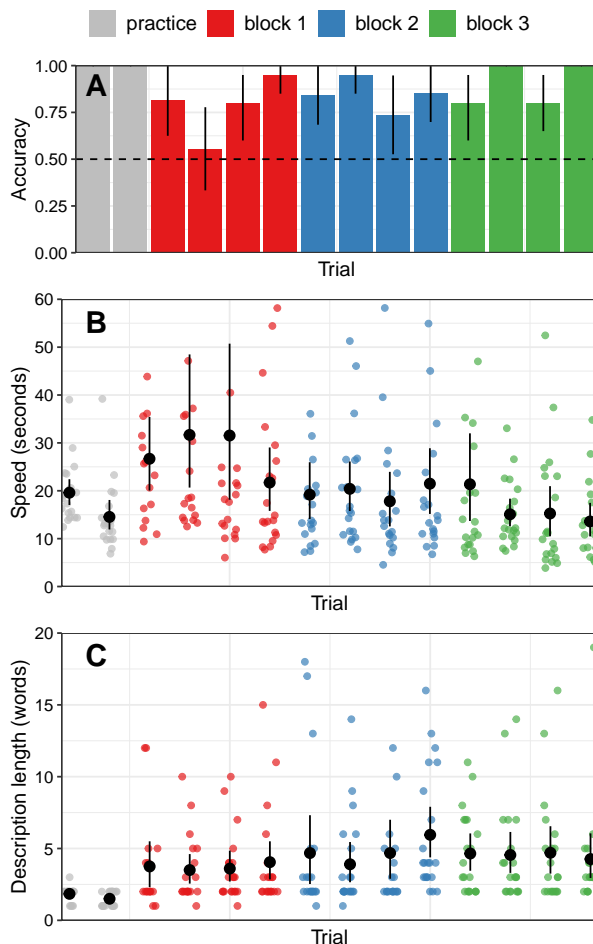 practice block 1 block 2 block 3
A
1.00
0.75
0.50
0.25
0.00
Accuracy
Trial
B
60
50
40
30
20
10
0
Speed (seconds)
Trial
C
20
15
10
5
0
Description length (words)
Trial